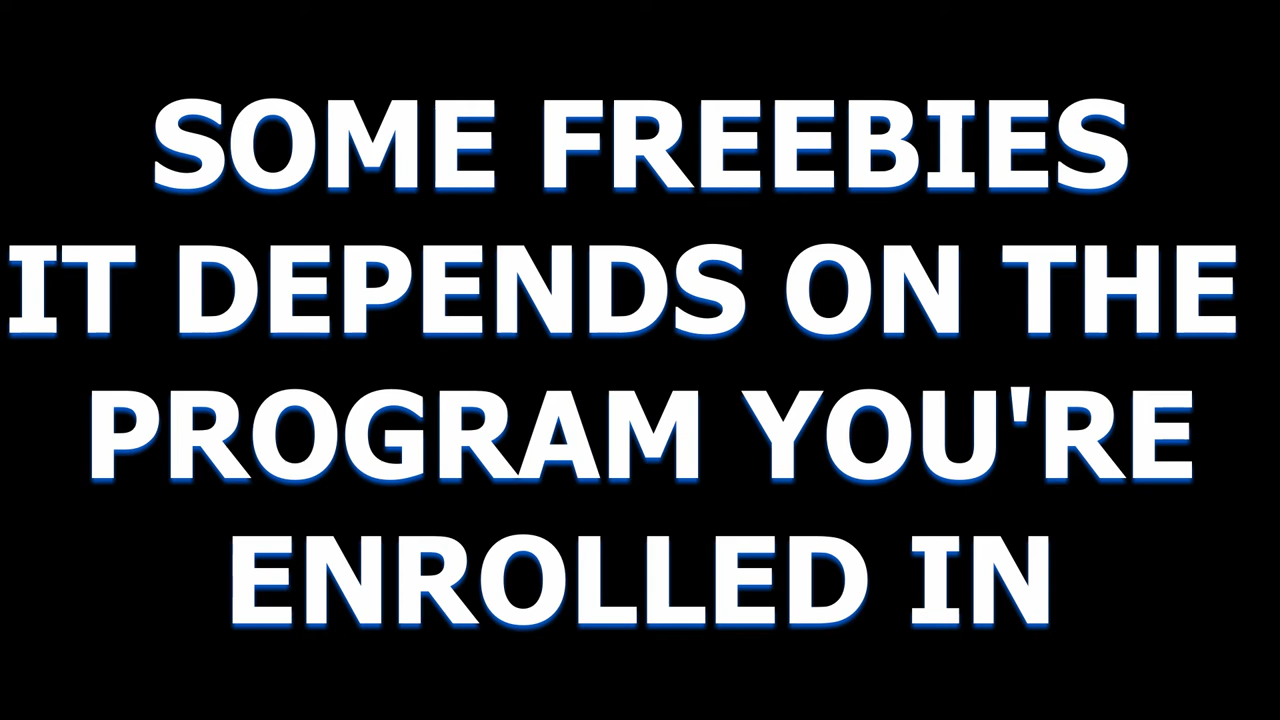 SOME FREEBIES
IT DEPENDS ON THE
PROGRAM YOU'RE
ENROLLED IN